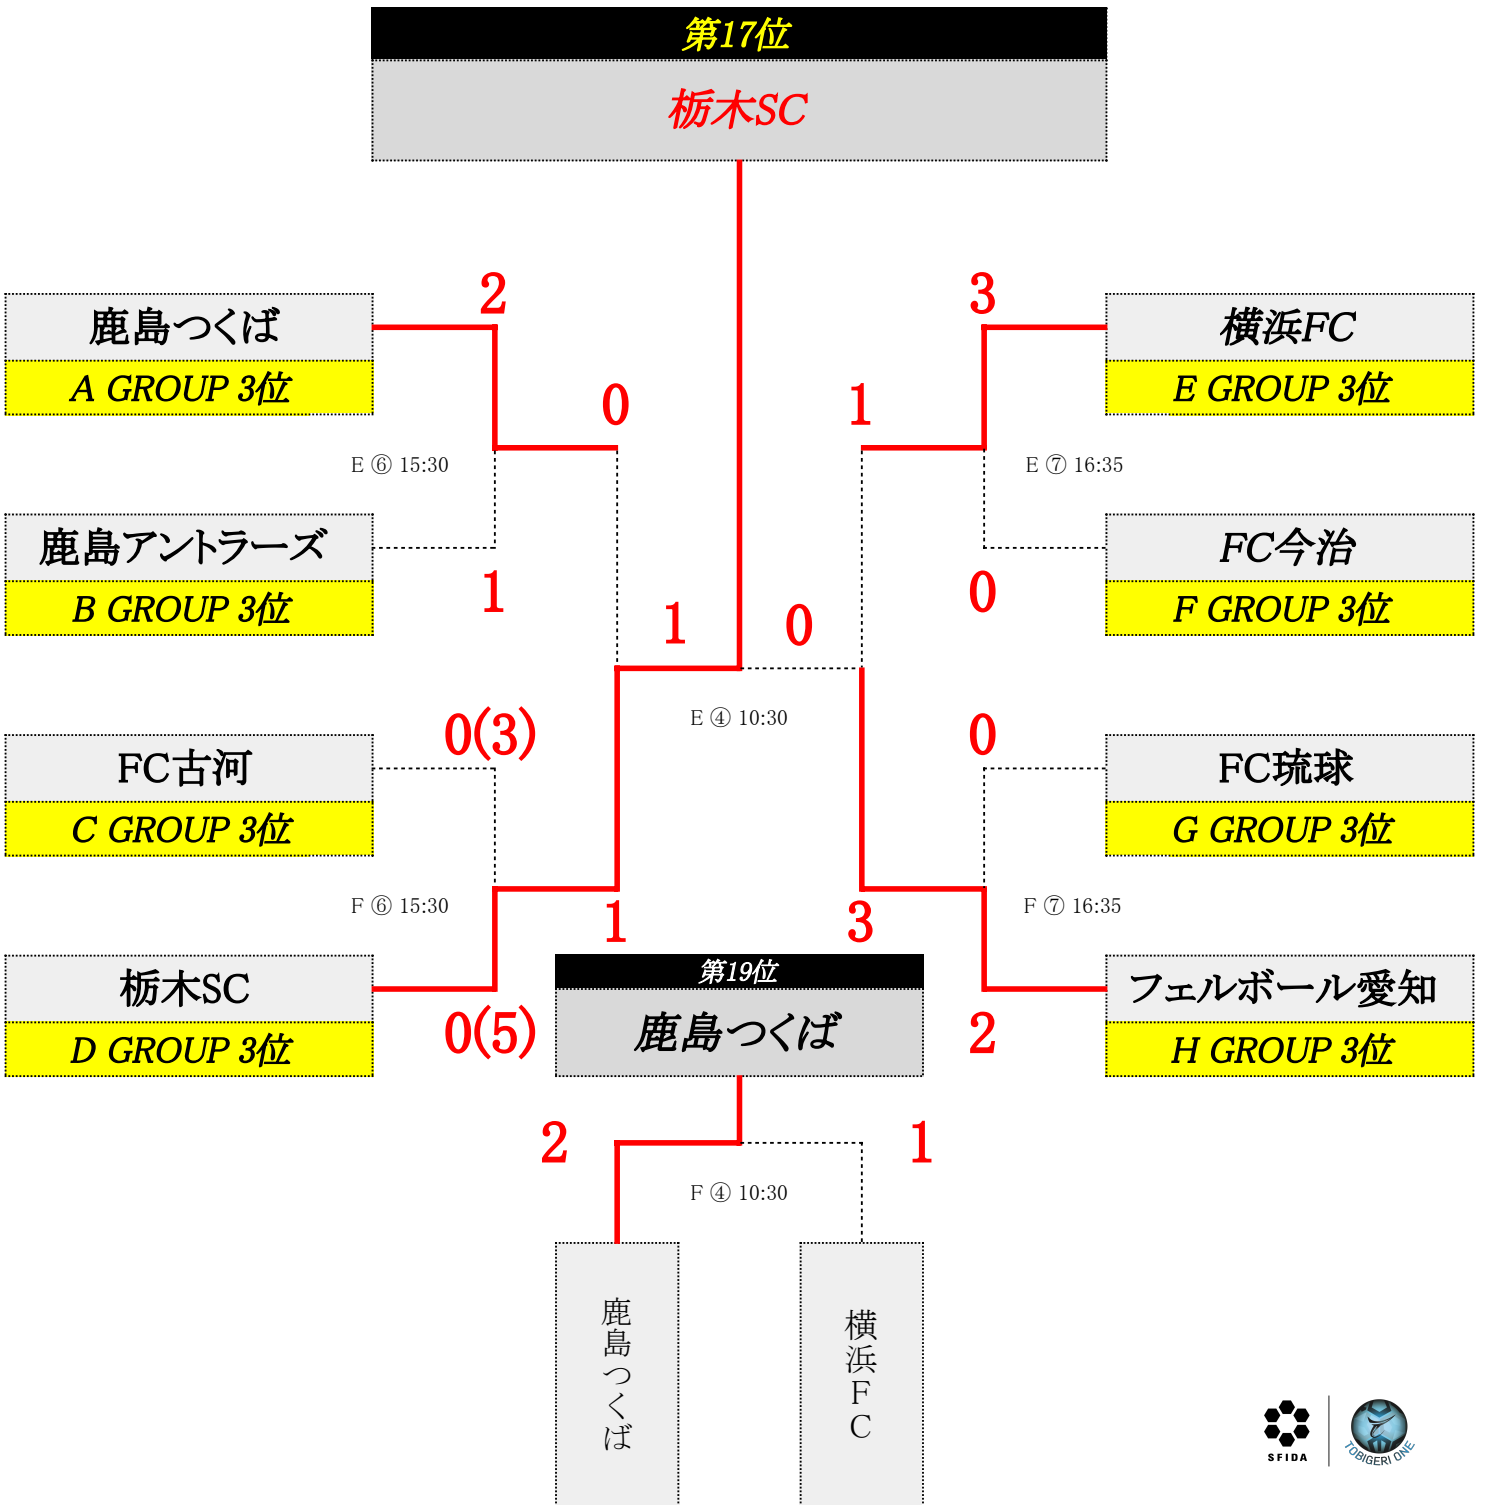 第17位
栃木SC
2
3
鹿島つくば
横浜FC
A GROUP 3位
E GROUP 3位
0
1
E ⑥ 15:30
E ⑦ 16:35
鹿島アントラーズ
FC今治
B GROUP 3位
F GROUP 3位
1
0
1
0
FC古河
0(3)
E ④ 10:30
0
FC琉球
C GROUP 3位
G GROUP 3位
F ⑥ 15:30
F ⑦ 16:35
1
3
栃木SC
第19位
フェルボール愛知
D GROUP 3位
0(5)
鹿島つくば
2
H GROUP 3位
2
1
F ④ 10:30
鹿島つくば
横浜FC
SFIDA
TOBIGERI ONE